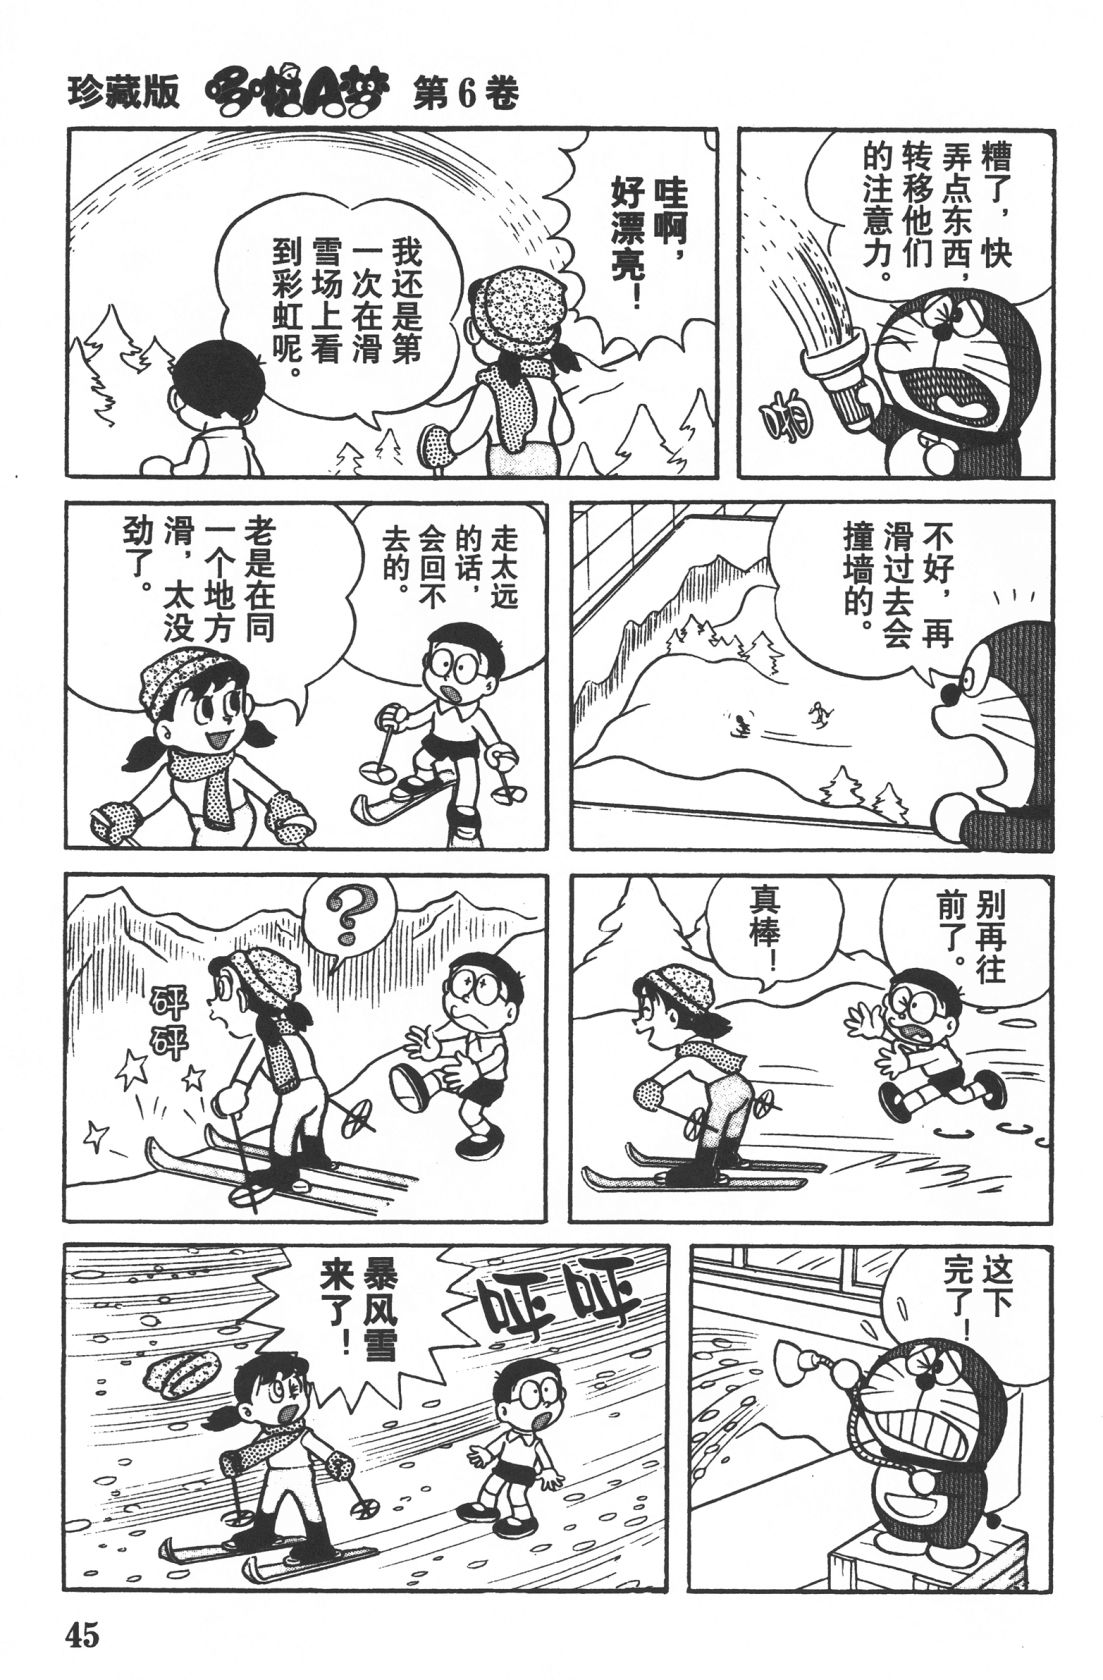 珍藏版 哆啦A梦 第6卷
糟了，快
弄点东西，
转移他们
的注意力。
啪
哇啊，
好漂亮！
我还是第
一次在滑
雪场上看
到彩虹呢。
不好，再
滑过去会
撞墙的。
走太远
的话，
会回不
去的。
老是在同
一个地方
滑，太没
劲了。
别再往
前了。
真棒！
？
砰
砰
这下
完了！
呼
呼
暴风雪
来了！
45